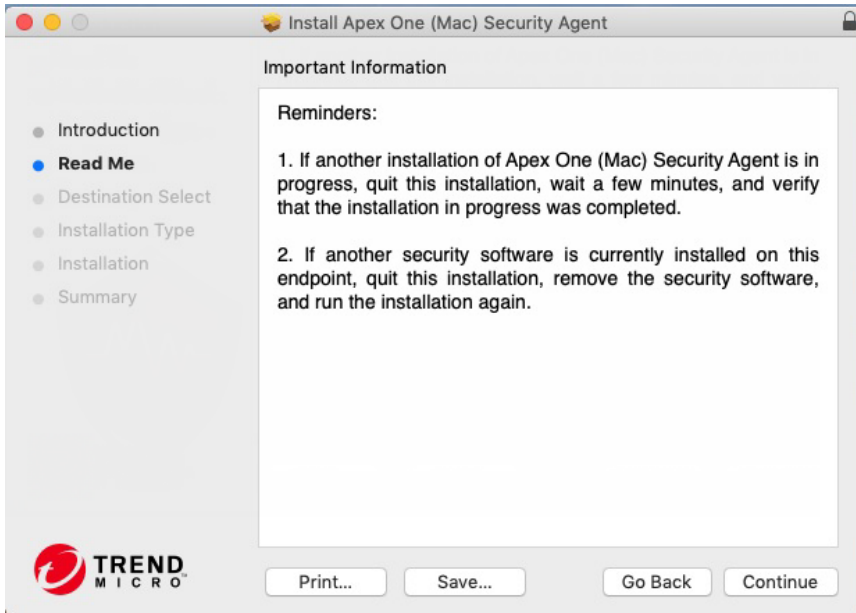 Install Apex One (Mac) Security Agent
Important Information
Introduction
Read Me
Destination Select
Installation Type
Installation
Summary
Reminders:
1. If another installation of Apex One (Mac) Security Agent is in
progress, quit this installation, wait a few minutes, and verify
that the installation in progress was completed.
2. If another security software is currently installed on this
endpoint, quit this installation, remove the security software,
and run the installation again.
TREND
MICRO™
Print...
Save...
Go Back
Continue